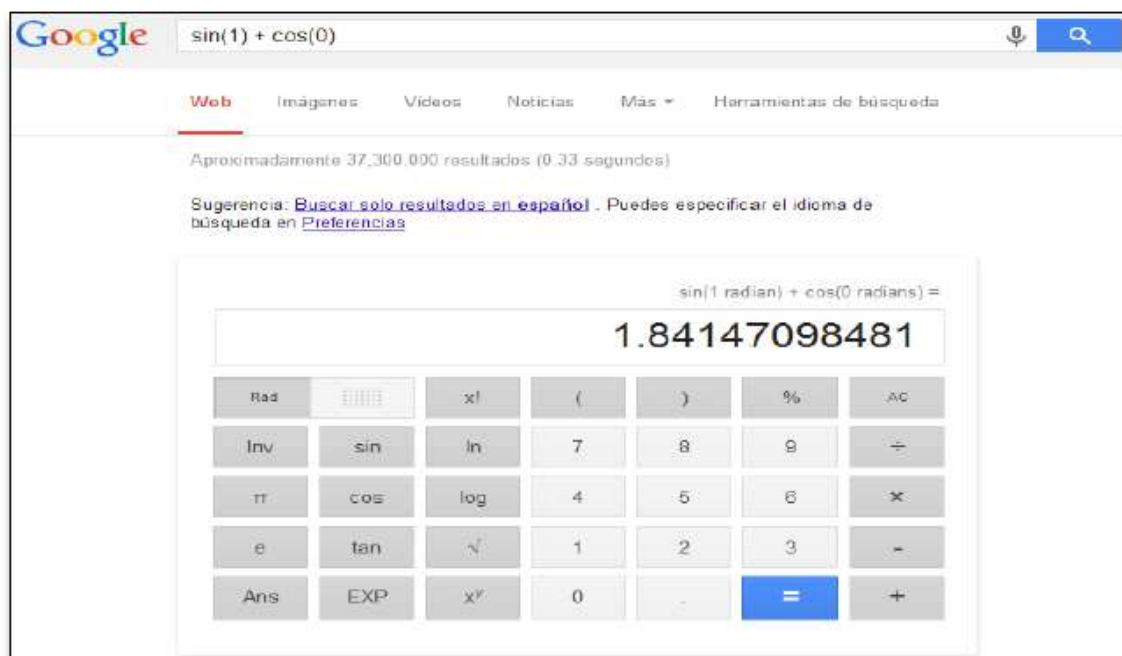 Google sin(1) + cos(0)
Web Imágenes Vídeos Noticias Más Herramientas de búsqueda
Aproximadamente 37,300.000 resultados (0.33 segundos)
Sugerencia: Buscar solo resultados en español . Puedes especificar el idioma de
búsqueda en Preferencias
sin(1 radian) + cos(0 radians) =
1.84147098481
Rad x! ( ) % AC
Inv sin ln 7 8 9 ÷
π cos log 4 5 6 ×
e tan √ 1 2 3 -
Ans EXP xʸ 0 . = +